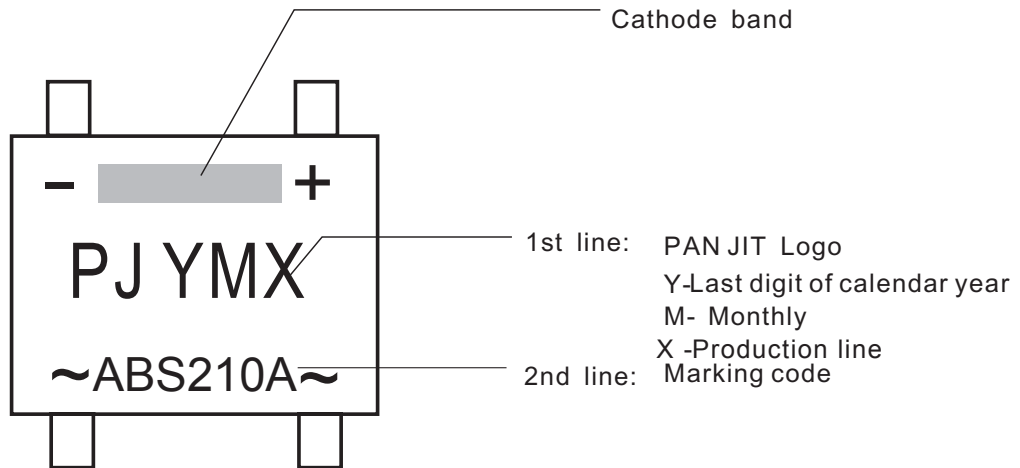 Cathode band
- +
PJ YMX
1st line: PAN JIT Logo
Y-Last digit of calendar year
M- Monthly
X -Production line
~ABS210A~
2nd line: Marking code